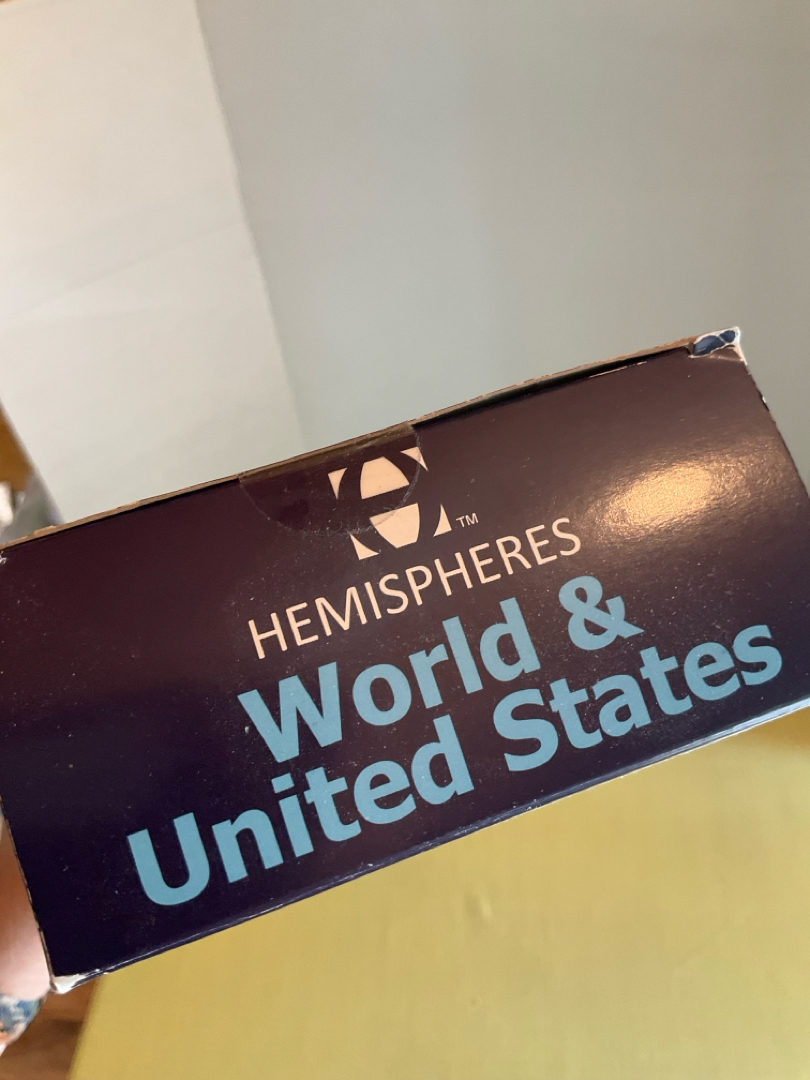 TM
HEMISPHERES
World &
United States